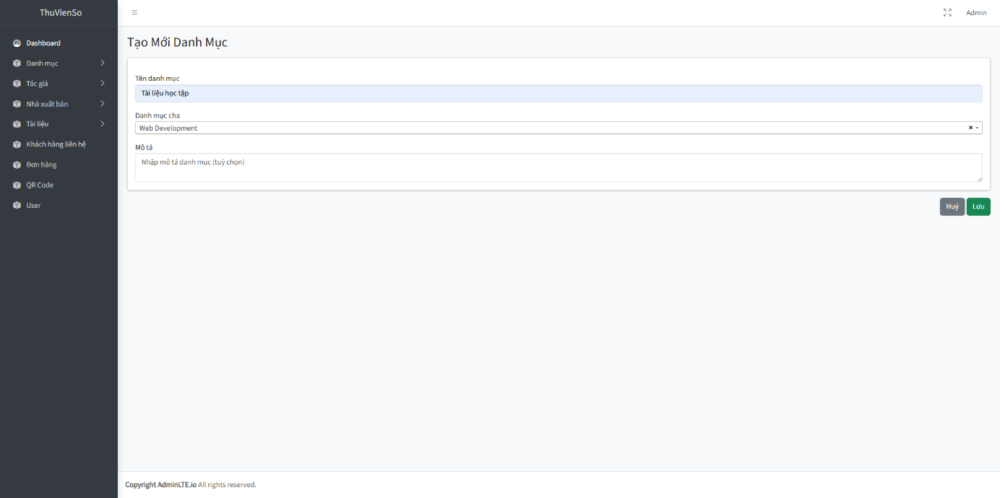 ThuVienSo
Admin
Dashboard
Danh mục
Tác giả
Nhà xuất bản
Tài liệu
Khách hàng liên hệ
Đơn hàng
QR Code
User
Tạo Mới Danh Mục
Tên danh mục
Tài liệu học tập
Danh mục cha
Web Development
Mô tả
Nhập mô tả danh mục (tuỳ chọn)
Huỷ Lưu
Copyright AdminLTE.io All rights reserved.